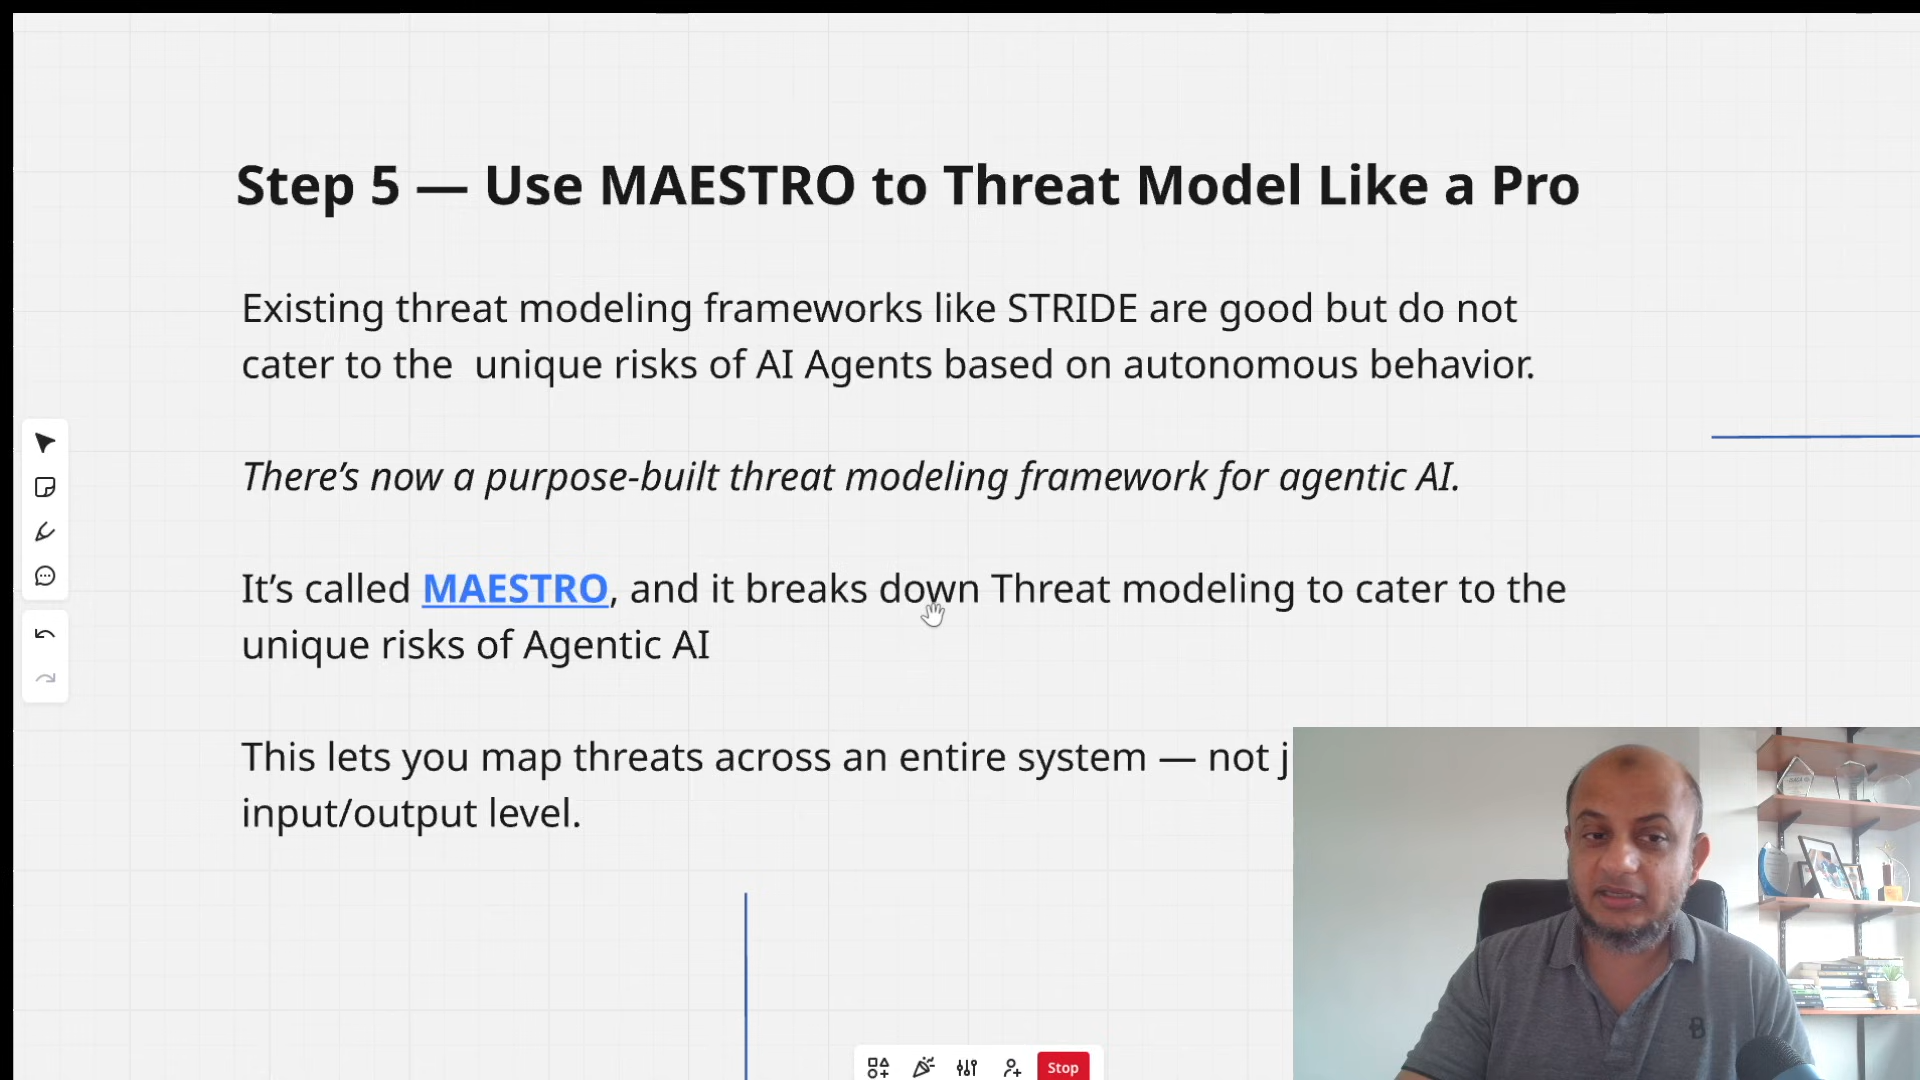 Step 5 — Use MAESTRO to Threat Model Like a Pro
Existing threat modeling frameworks like STRIDE are good but do not
cater to the  unique risks of AI Agents based on autonomous behavior.
There’s now a purpose-built threat modeling framework for agentic AI.
It’s called MAESTRO, and it breaks down Threat modeling to cater to the
unique risks of Agentic AI
This lets you map threats across an entire system — not
input/output level.
Stop